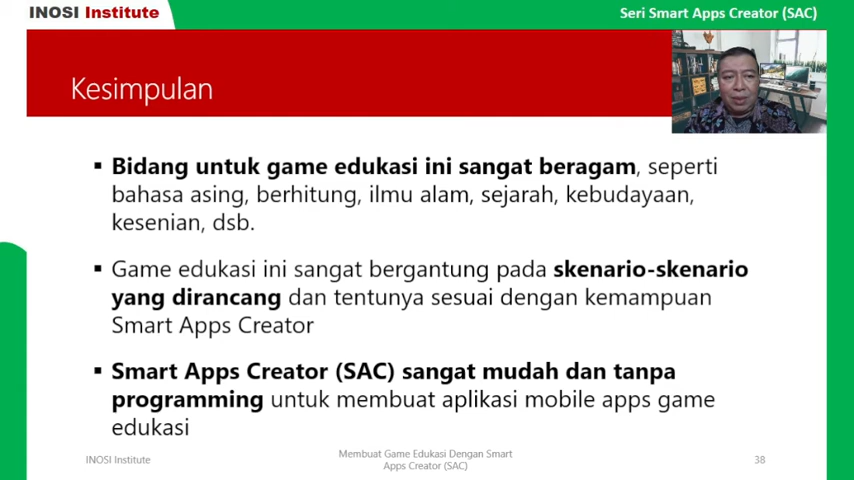 INOSI Institute
Seri Smart Apps Creator (SAC)
Kesimpulan
▪ Bidang untuk game edukasi ini sangat beragam, seperti
bahasa asing, berhitung, ilmu alam, sejarah, kebudayaan,
kesenian, dsb.
▪ Game edukasi ini sangat bergantung pada skenario-skenario
yang dirancang dan tentunya sesuai dengan kemampuan
Smart Apps Creator
▪ Smart Apps Creator (SAC) sangat mudah dan tanpa
programming untuk membuat aplikasi mobile apps game
edukasi
INOSI Institute
Membuat Game Edukasi Dengan Smart
Apps Creator (SAC)
38